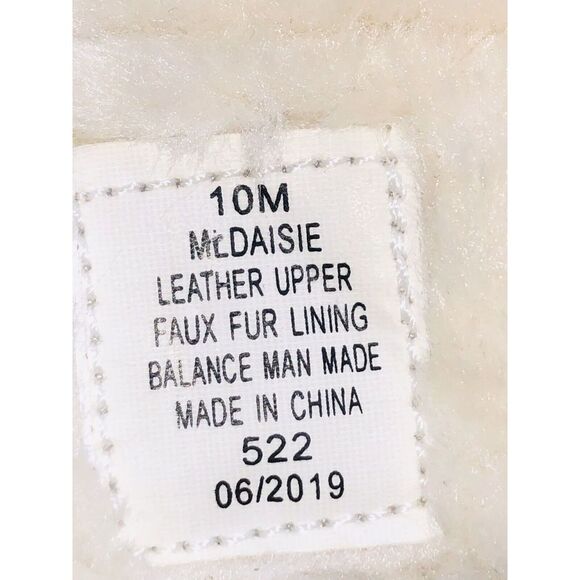 10M
MLDAISIE
LEATHER UPPER
FAUX FUR LINING
BALANCE MAN MADE
MADE IN CHINA
522
06/2019